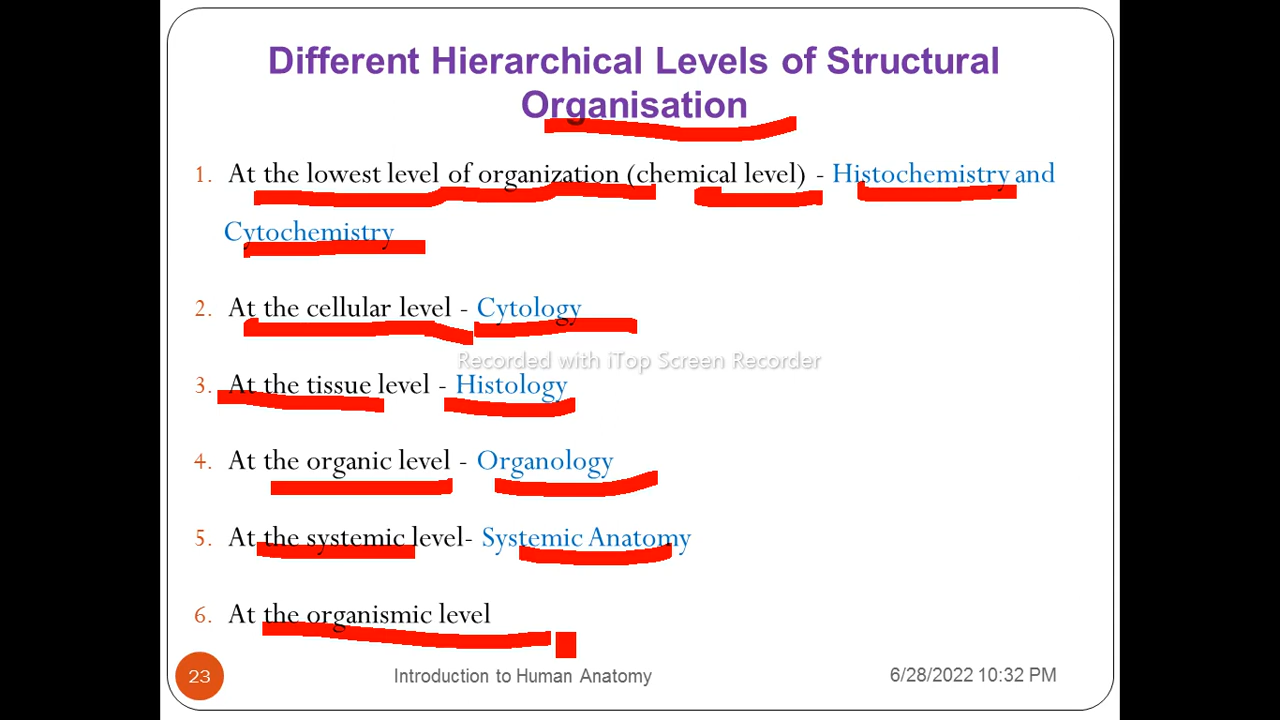 Different Hierarchical Levels of Structural
Organisation
1. At the lowest level of organization (chemical level) - Histochemistry and
Cytochemistry
2. At the cellular level - Cytology
Recorded with iTop Screen Recorder
3. At the tissue level - Histology
4. At the organic level - Organology
5. At the systemic level- Systemic Anatomy
6. At the organismic level
23 Introduction to Human Anatomy 6/28/2022 10:32 PM